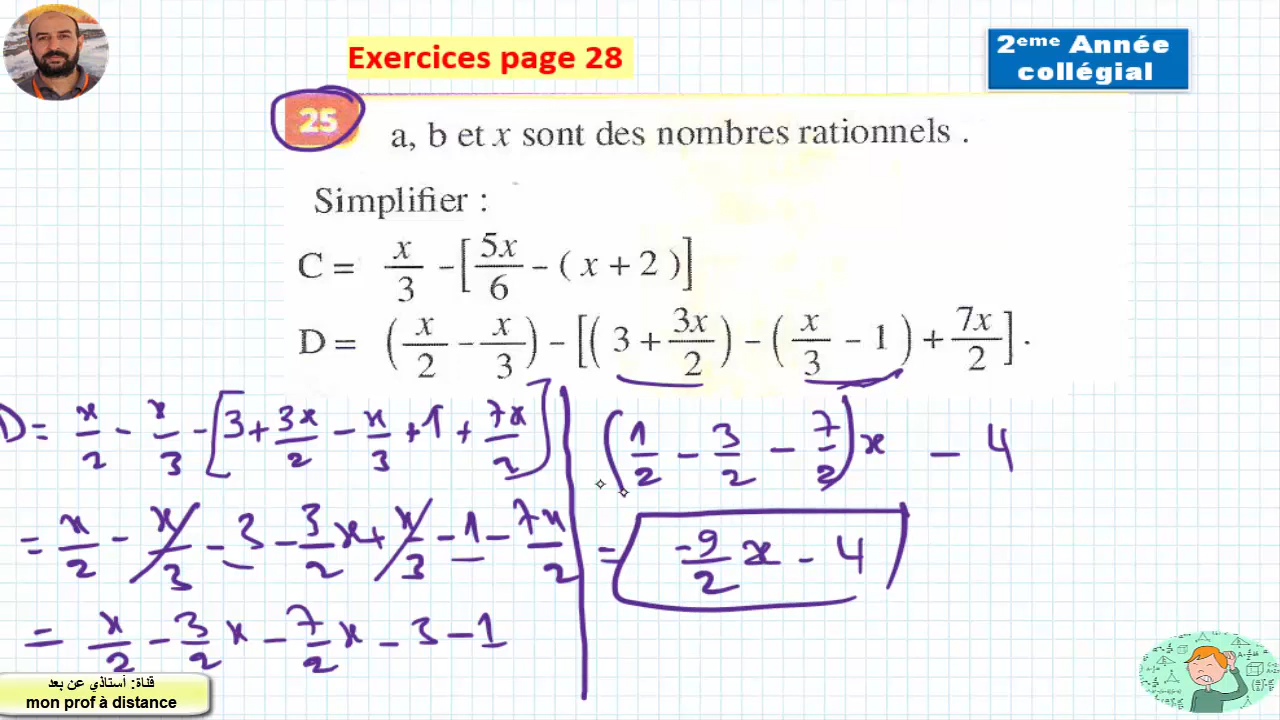 Exercices page 28
2eme Année
collégial
25
a, b et x sont des nombres rationnels .
Simplifier :
C = x/3 - [5x/6 - ( x + 2 )]
D = (x/2 - x/3) - [( 3 + 3x/2 ) - (x/3 - 1) + 7x/2 ] .
D = x/2 - x/3 - [3 + 3x/2 - x/3 + 1 + 7x/2]
= x/2 - x/3 - 3 - 3/2 x + x/3 - 1 - 7x/2
= x/2 - 3/2 x - 7/2 x - 3 - 1
(1/2 - 3/2 - 7/2) x - 4
= -9/2 x - 4
قناة: أستاذي عن بعد
mon prof à distance